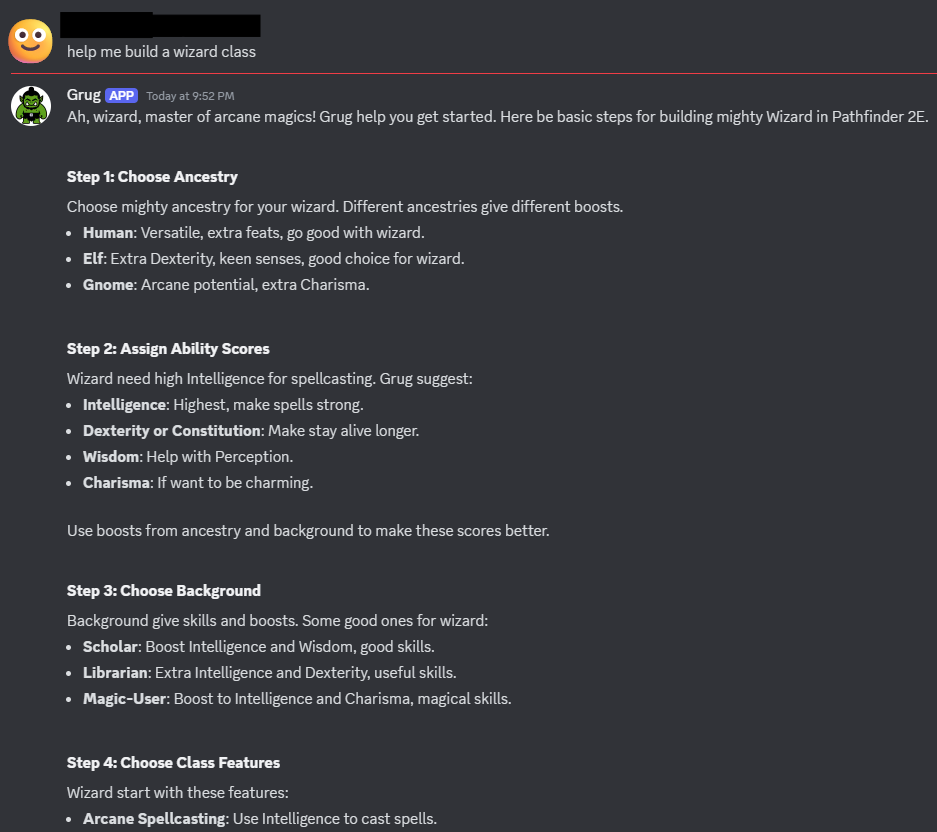 help me build a wizard class
Grug APP Today at 9:52 PM
Ah, wizard, master of arcane magics! Grug help you get started. Here be basic steps for building mighty Wizard in Pathfinder 2E.
Step 1: Choose Ancestry
Choose mighty ancestry for your wizard. Different ancestries give different boosts.
• Human: Versatile, extra feats, go good with wizard.
• Elf: Extra Dexterity, keen senses, good choice for wizard.
• Gnome: Arcane potential, extra Charisma.
Step 2: Assign Ability Scores
Wizard need high Intelligence for spellcasting. Grug suggest:
• Intelligence: Highest, make spells strong.
• Dexterity or Constitution: Make stay alive longer.
• Wisdom: Help with Perception.
• Charisma: If want to be charming.
Use boosts from ancestry and background to make these scores better.
Step 3: Choose Background
Background give skills and boosts. Some good ones for wizard:
• Scholar: Boost Intelligence and Wisdom, good skills.
• Librarian: Extra Intelligence and Dexterity, useful skills.
• Magic-User: Boost to Intelligence and Charisma, magical skills.
Step 4: Choose Class Features
Wizard start with these features:
• Arcane Spellcasting: Use Intelligence to cast spells.